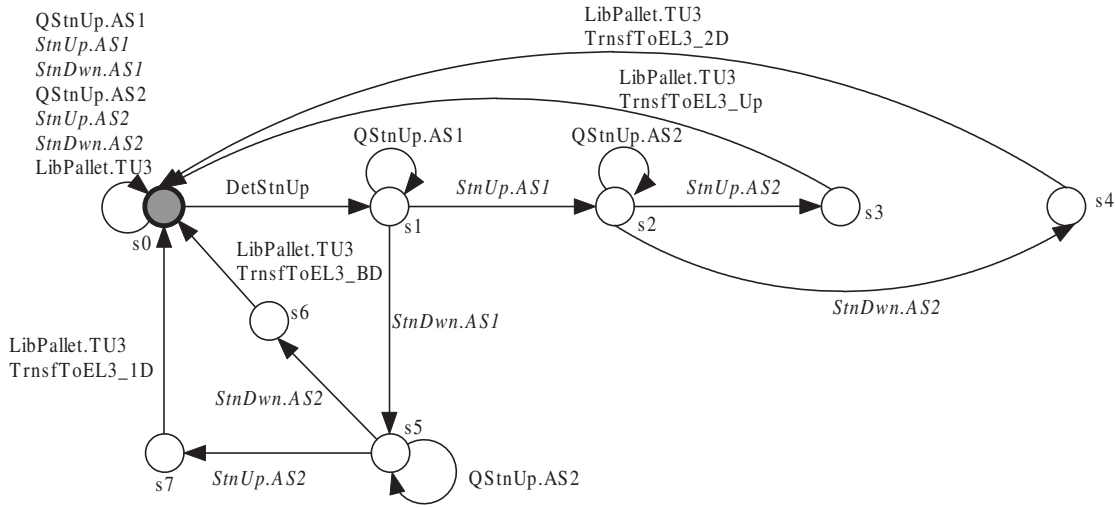 QStnUp.AS1
StnUp.AS1
StnDwn.AS1
QStnUp.AS2
StnUp.AS2
StnDwn.AS2
LibPallet.TU3
LibPallet.TU3
TrnsfToEL3_2D
LibPallet.TU3
TrnsfToEL3_Up
QStnUp.AS1
QStnUp.AS2
DetStnUp
StnUp.AS1
StnUp.AS2
s0
s1
s2
s3
s4
LibPallet.TU3
TrnsfToEL3_BD
s6
StnDwn.AS1
StnDwn.AS2
LibPallet.TU3
TrnsfToEL3_1D
StnDwn.AS2
s5
s7
StnUp.AS2
QStnUp.AS2